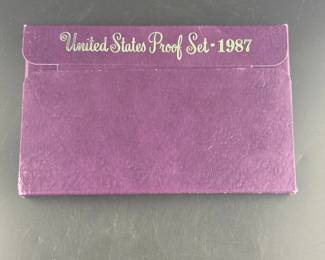 United States Proof Set - 1987